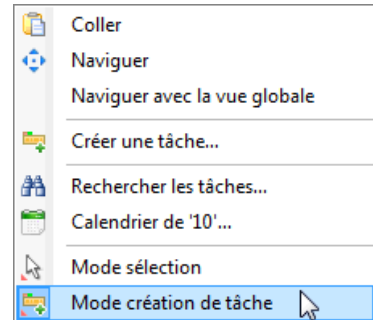 Coller
Naviguer
Naviguer avec la vue globale
Créer une tâche...
Rechercher les tâches...
Calendrier de '10'...
Mode sélection
Mode création de tâche